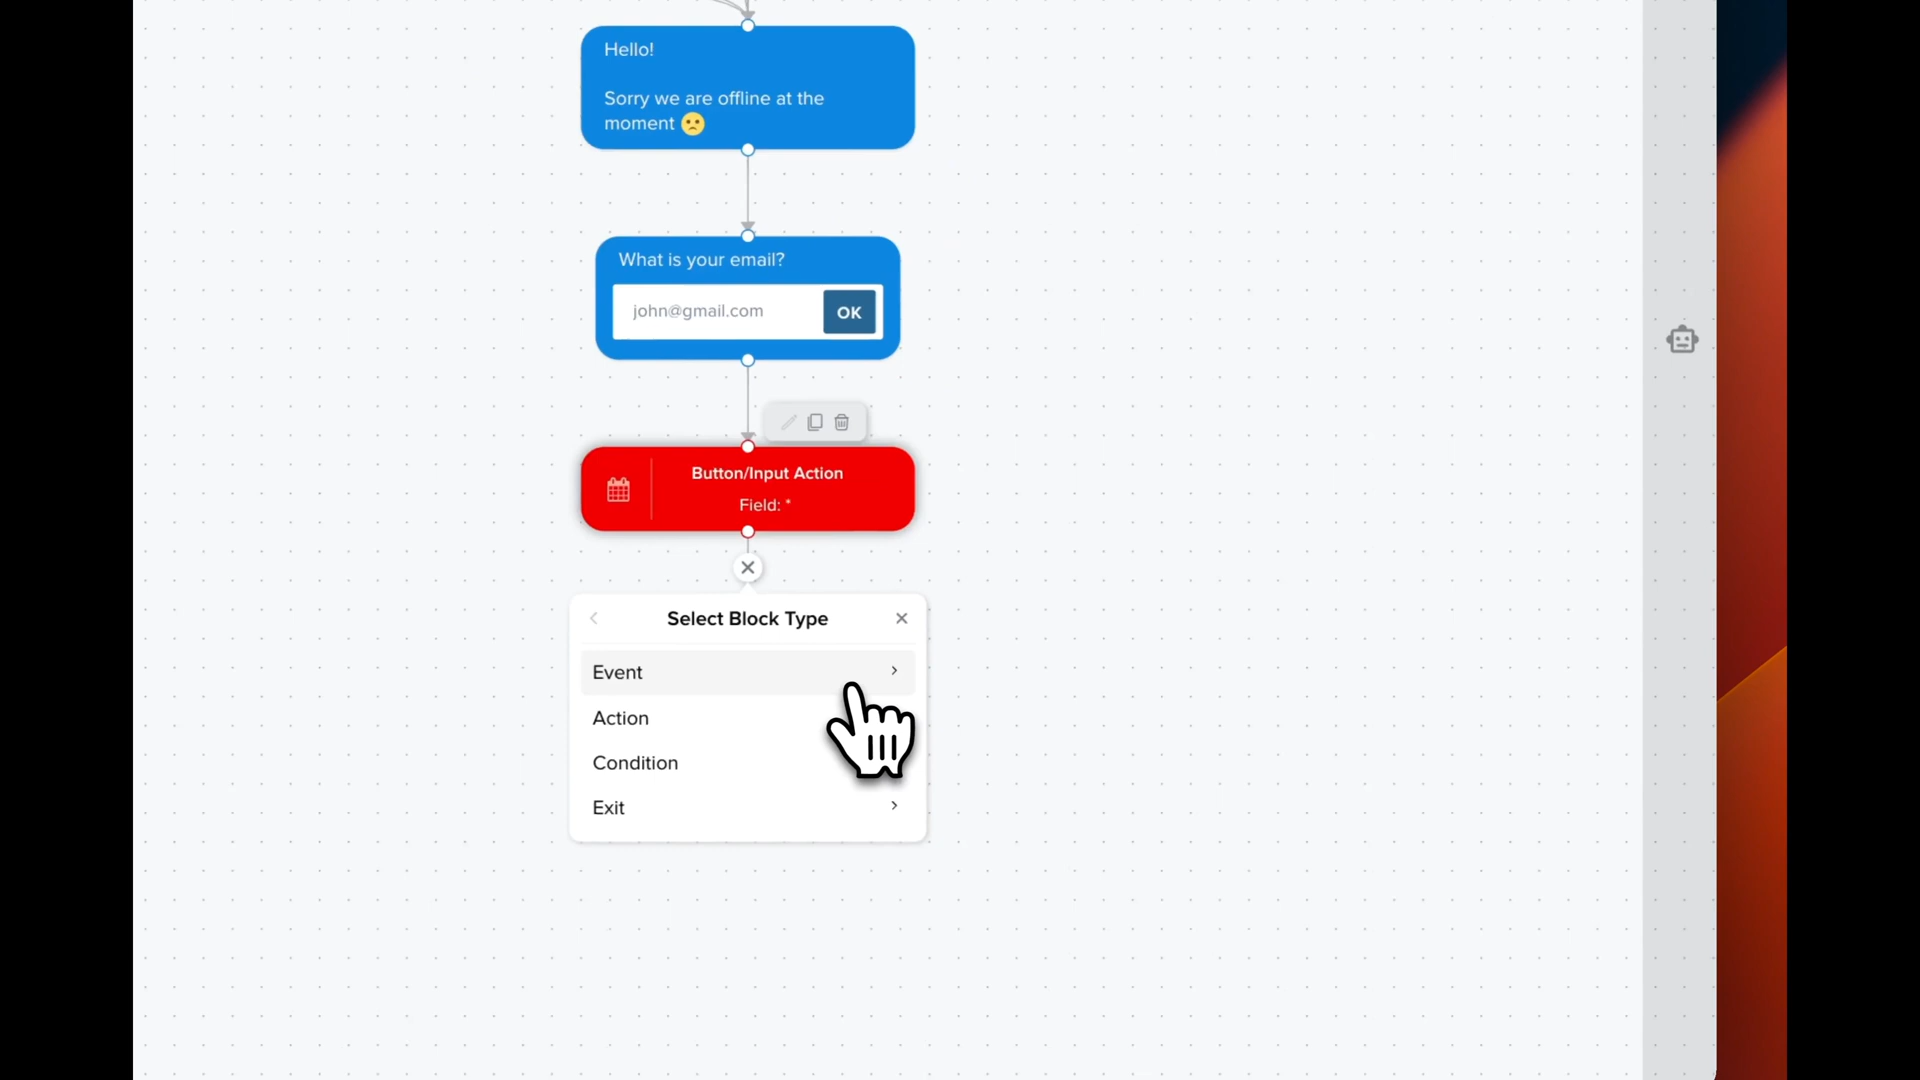 Hello!
Sorry we are offline at the
moment 🙁
What is your email?
john@gmail.com
OK
Button/Input Action
Field: *
Select Block Type
Event
Action
Condition
Exit